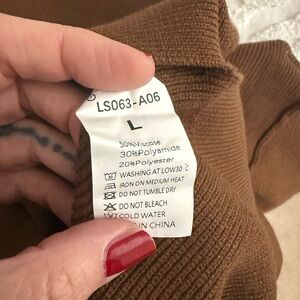 LS063-A06
L
50%Viscose
30%Polyamide
20%Polyester
WASHING AT LOW30℃
IRON ON MEDIUM HEAT
DO NOT TUMBLE DRY
DO NOT BLEACH
COLD WATER
IN CHINA